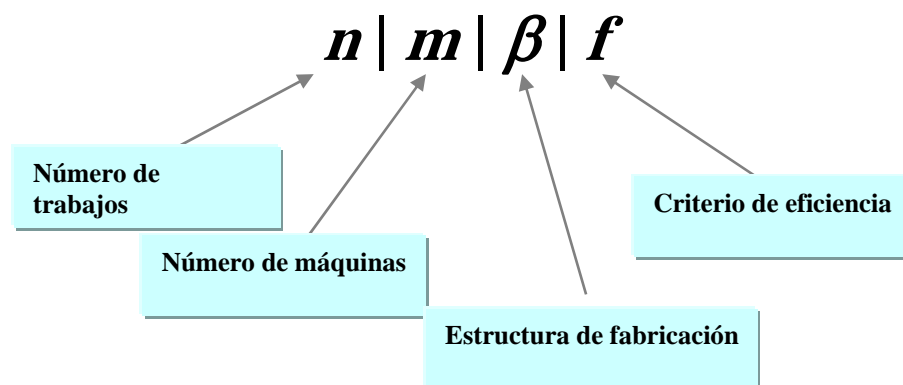 n | m | β | f
Número de
trabajos
Criterio de eficiencia
Número de máquinas
Estructura de fabricación